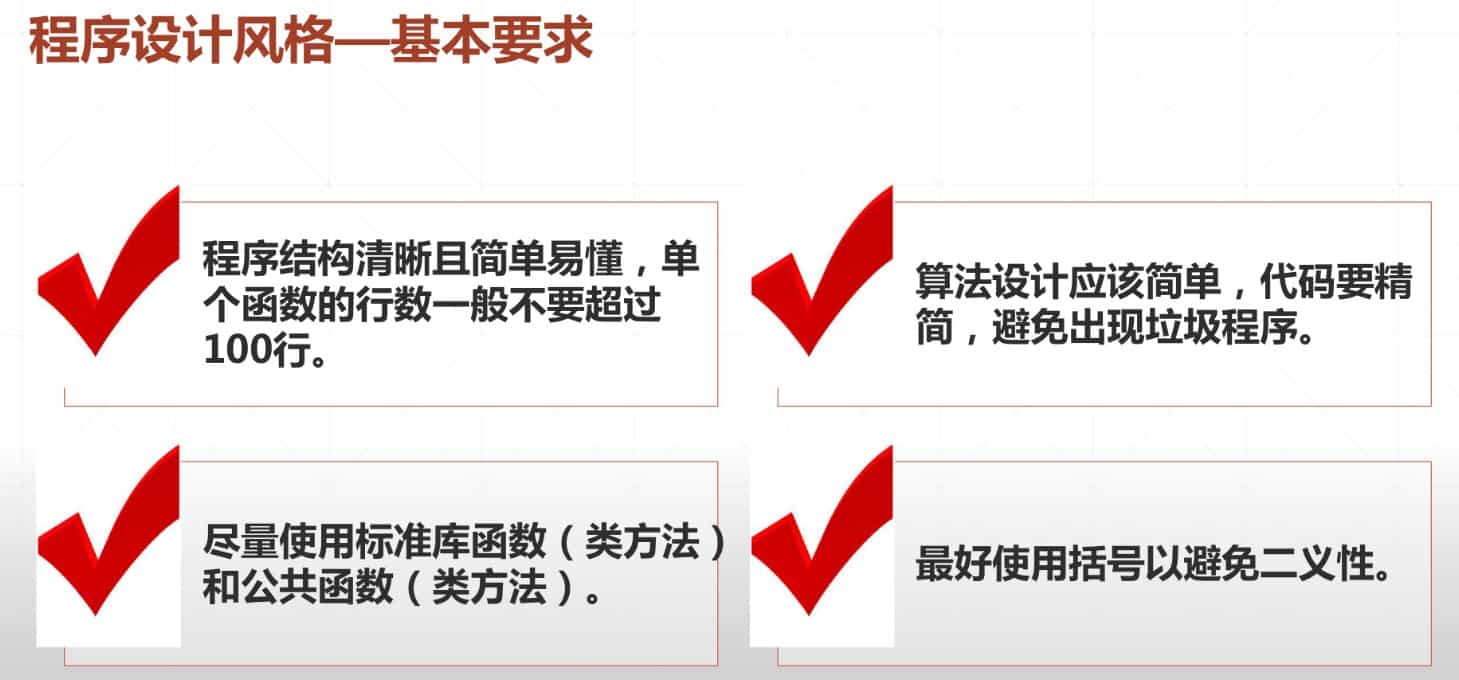 程序设计风格—基本要求
程序结构清晰且简单易懂，单
个函数的行数一般不要超过
100行。
算法设计应该简单，代码要精
简，避免出现垃圾程序。
尽量使用标准库函数（类方法）
和公共函数（类方法）。
最好使用括号以避免二义性。